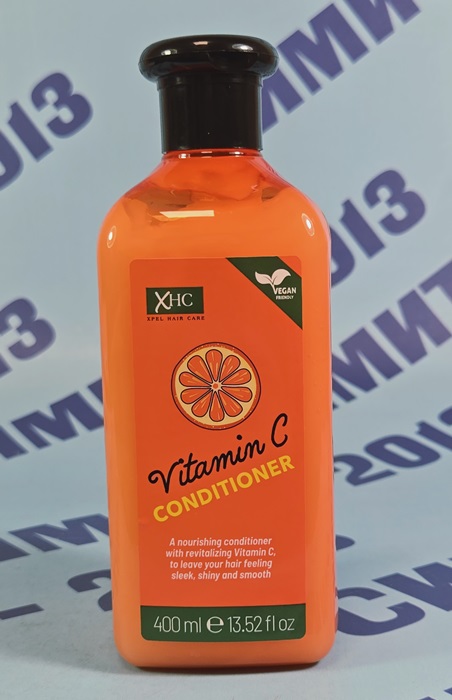 XHC
XPEL HAIR CARE
VEGAN
FRIENDLY
Vitamin C
CONDITIONER
A nourishing conditioner
with revitalizing Vitamin C,
to leave your hair feeling
sleek, shiny and smooth
400 ml ℮ 13.52 fl oz
2013